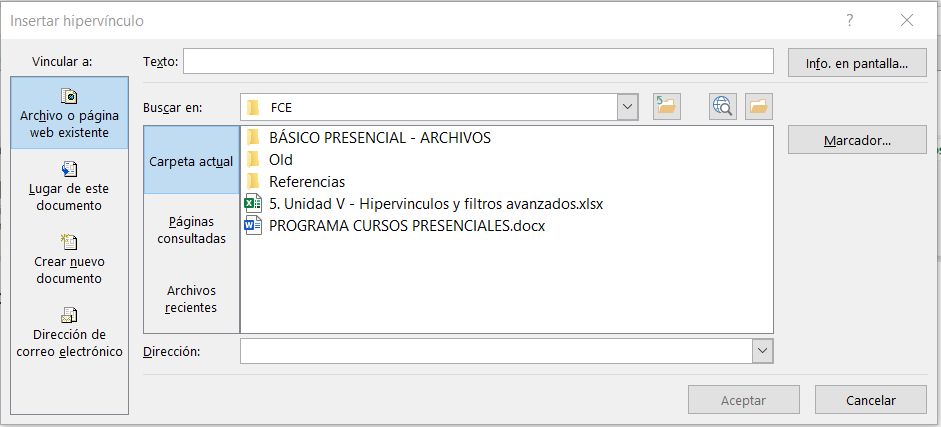 Insertar hipervínculo
?
Vincular a:
Texto:
Info. en pantalla...
Archivo o página
web existente
Buscar en:
FCE
Lugar de este
documento
Carpeta actual
BÁSICO PRESENCIAL - ARCHIVOS
Old
Referencias
5. Unidad V - Hipervinculos y filtros avanzados.xlsx
PROGRAMA CURSOS PRESENCIALES.docx
Marcador...
Páginas
consultadas
Crear nuevo
documento
Archivos
recientes
Dirección de
correo electrónico
Dirección:
Aceptar
Cancelar